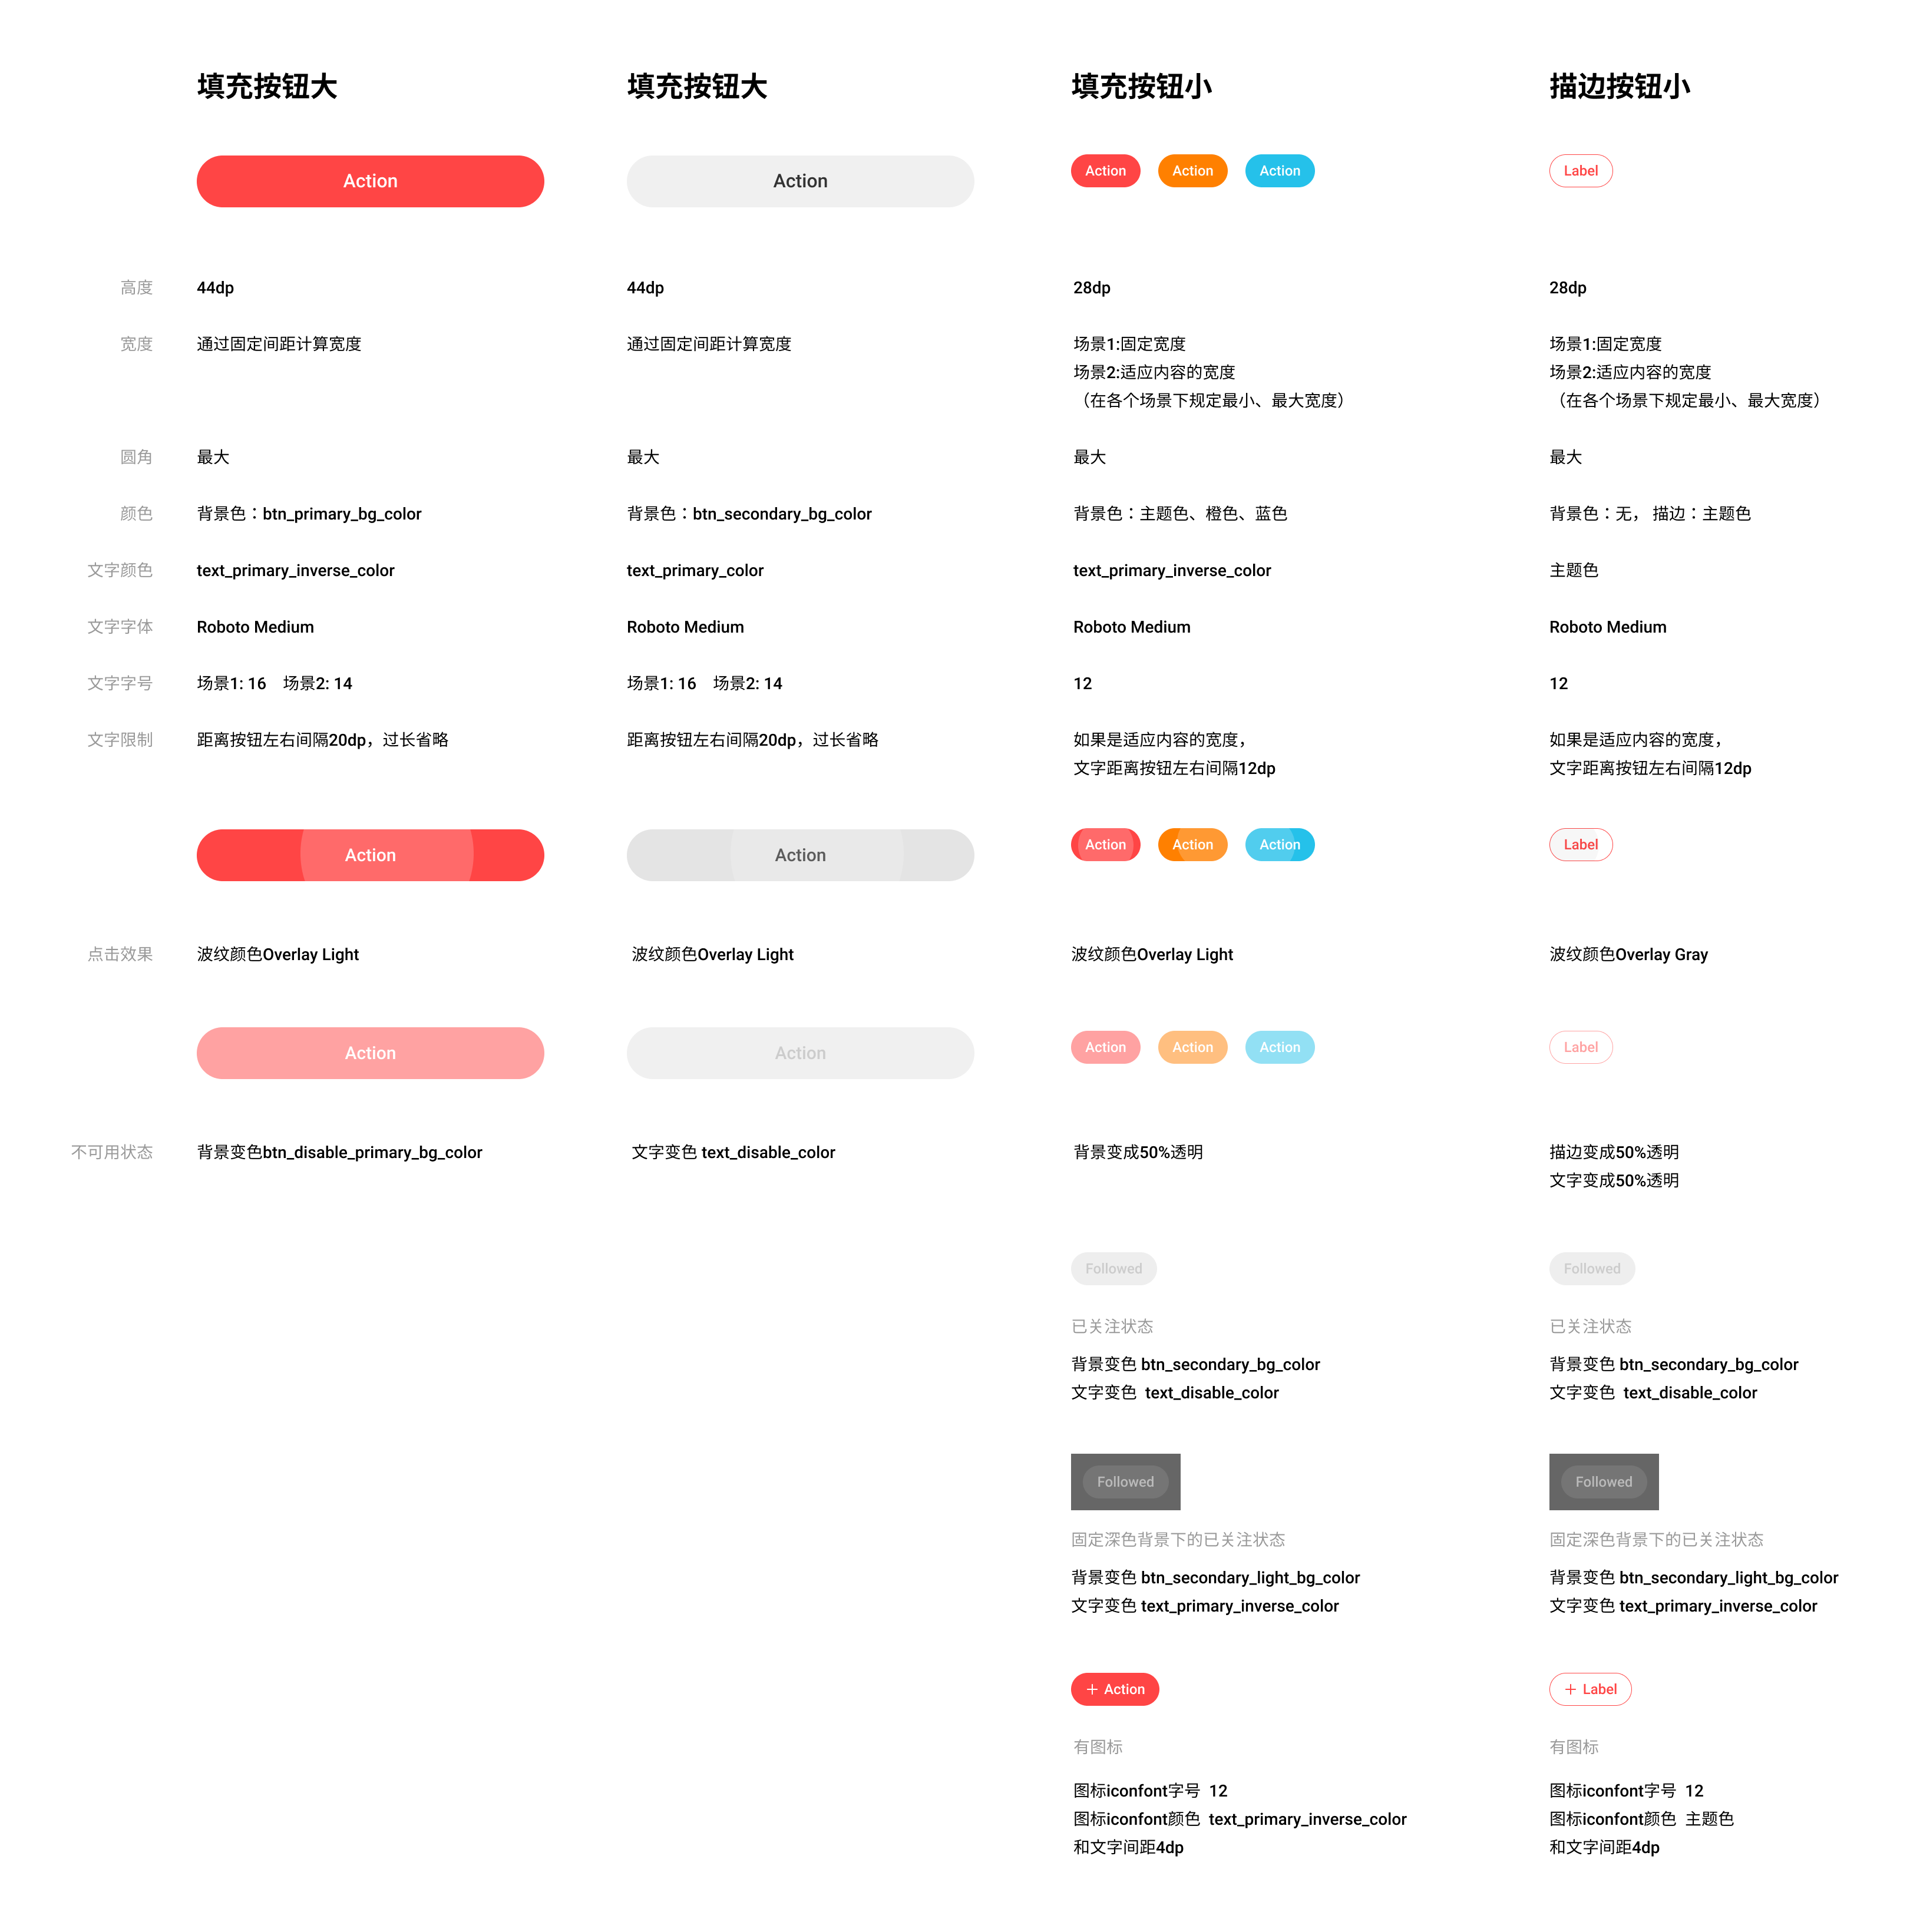 填充按钮大
填充按钮大
填充按钮小
描边按钮小
Action
Action
Action
Action
Action
Label
高度
44dp
44dp
28dp
28dp
宽度
通过固定间距计算宽度
通过固定间距计算宽度
场景1:固定宽度
场景2:适应内容的宽度
（在各个场景下规定最小、最大宽度）
场景1:固定宽度
场景2:适应内容的宽度
（在各个场景下规定最小、最大宽度）
圆角
最大
最大
最大
最大
颜色
背景色：btn_primary_bg_color
背景色：btn_secondary_bg_color
背景色：主题色、橙色、蓝色
背景色：无， 描边：主题色
文字颜色
text_primary_inverse_color
text_primary_color
text_primary_inverse_color
主题色
文字字体
Roboto Medium
Roboto Medium
Roboto Medium
Roboto Medium
文字字号
场景1: 16 场景2: 14
场景1: 16 场景2: 14
12
12
文字限制
距离按钮左右间隔20dp，过长省略
距离按钮左右间隔20dp，过长省略
如果是适应内容的宽度，
文字距离按钮左右间隔12dp
如果是适应内容的宽度，
文字距离按钮左右间隔12dp
Action
Action
Action
Action
Action
Label
点击效果
波纹颜色Overlay Light
波纹颜色Overlay Light
波纹颜色Overlay Light
波纹颜色Overlay Gray
Action
Action
Action
Action
Action
Label
不可用状态
背景变色btn_disable_primary_bg_color
文字变色 text_disable_color
背景变成50%透明
描边变成50%透明
文字变成50%透明
Followed
Followed
已关注状态
已关注状态
背景变色 btn_secondary_bg_color
文字变色 text_disable_color
背景变色 btn_secondary_bg_color
文字变色 text_disable_color
Followed
Followed
固定深色背景下的已关注状态
固定深色背景下的已关注状态
背景变色 btn_secondary_light_bg_color
文字变色 text_primary_inverse_color
背景变色 btn_secondary_light_bg_color
文字变色 text_primary_inverse_color
+ Action
+ Label
有图标
有图标
图标iconfont字号 12
图标iconfont颜色 text_primary_inverse_color
和文字间距4dp
图标iconfont字号 12
图标iconfont颜色 主题色
和文字间距4dp